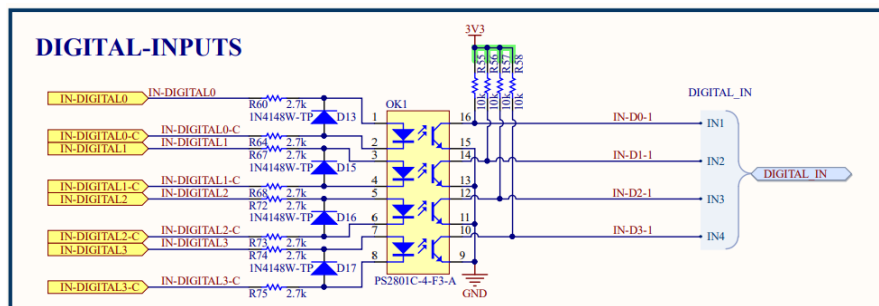 DIGITAL-INPUTS
3V3
R55
R56
R57
R58
10k
10k
10k
10k
DIGITAL_IN
IN-DIGITAL0 IN-DIGITAL0
R60 2.7k
1N4148W-TP D13
OK1
1 16 IN-D0-1 IN1
IN-DIGITAL0-C IN-DIGITAL0-C
R64 2.7k
2 15
IN-DIGITAL1 IN-DIGITAL1
R67 2.7k
3 14 IN-D1-1 IN2
1N4148W-TP D15
DIGITAL_IN
IN-DIGITAL1-C IN-DIGITAL1-C
R68 2.7k
4 13
IN-DIGITAL2 IN-DIGITAL2
R72 2.7k
5 12 IN-D2-1 IN3
1N4148W-TP D16
6 11
IN-DIGITAL2-C IN-DIGITAL2-C
R73 2.7k
7 10 IN-D3-1 IN4
IN-DIGITAL3 IN-DIGITAL3
R74 2.7k
1N4148W-TP D17
8 9
PS2801C-4-F3-A
IN-DIGITAL3-C IN-DIGITAL3-C
R75 2.7k
GND